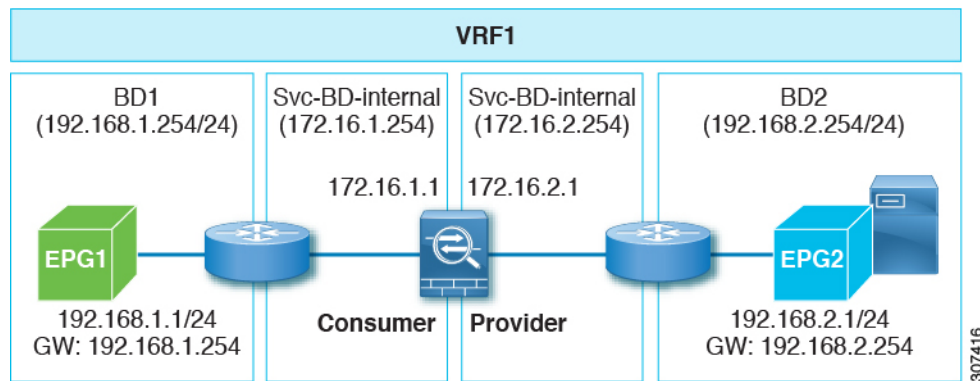 VRF1
BD1
(192.168.1.254/24)
Svc-BD-internal
(172.16.1.254)
Svc-BD-internal
(172.16.2.254)
BD2
(192.168.2.254/24)
172.16.1.1
172.16.2.1
EPG1
EPG2
192.168.1.1/24
GW: 192.168.1.254
Consumer
Provider
192.168.2.1/24
GW: 192.168.2.254
307416